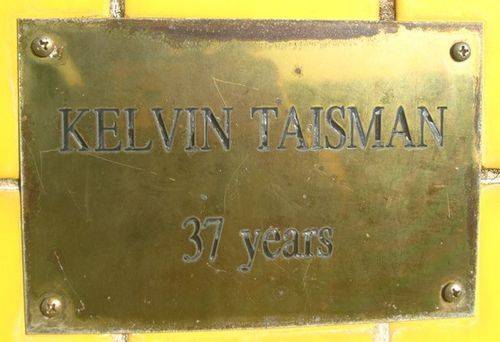 KELVIN TAISMAN
37 years